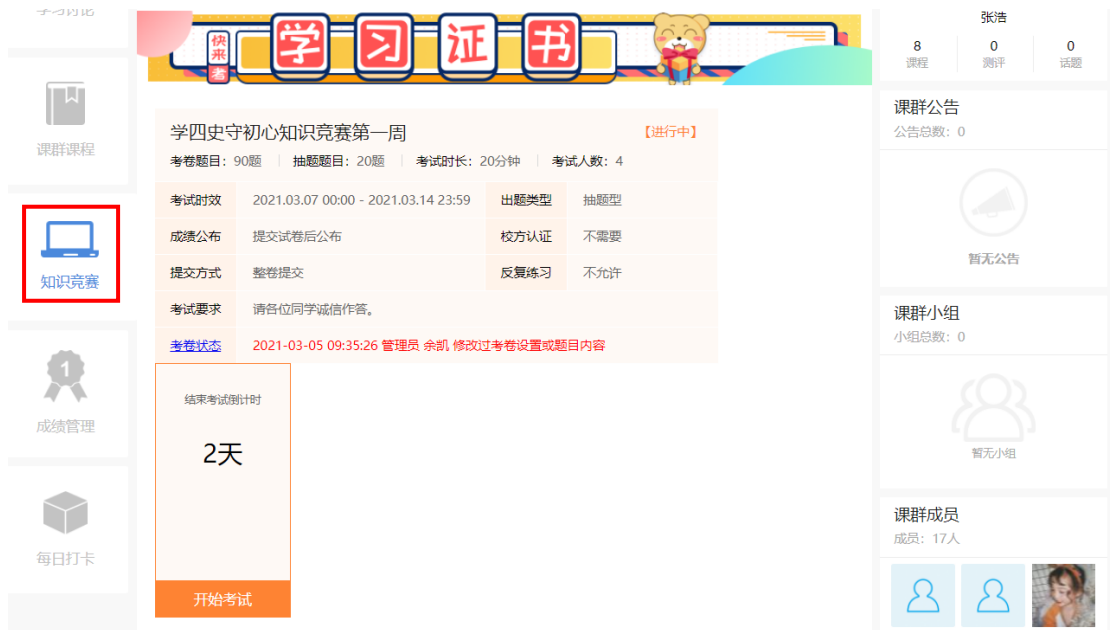 学习讨论
课群课程
知识竞赛
1
成绩管理
每日打卡
快来考
学习证书
学四史守初心知识竞赛第一周
【进行中】
考卷题目：90题 抽题题目：20题 考试时长：20分钟 考试人数：4
考试时效 2021.03.07 00:00 - 2021.03.14 23:59 出题类型 抽题型
成绩公布 提交试卷后公布 校方认证 不需要
提交方式 整卷提交 反复练习 不允许
考试要求 请各位同学诚信作答。
考卷状态 2021-03-05 09:35:26 管理员 余凯 修改过考卷设置或题目内容
结束考试倒计时
2天
开始考试
张浩
8 0 0
课程 测评 话题
课群公告
公告总数：0
暂无公告
课群小组
小组总数：0
暂无小组
课群成员
成员：17人